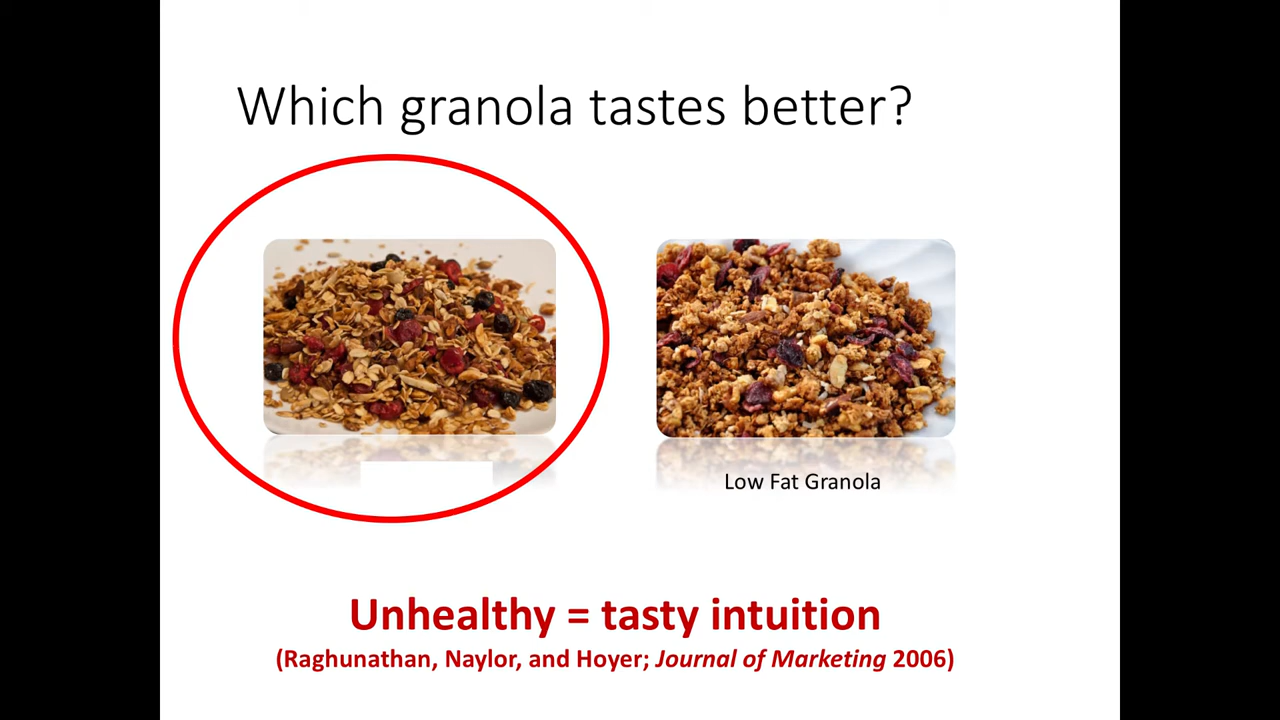 Which granola tastes better?
Low Fat Granola
Unhealthy = tasty intuition
(Raghunathan, Naylor, and Hoyer; Journal of Marketing 2006)